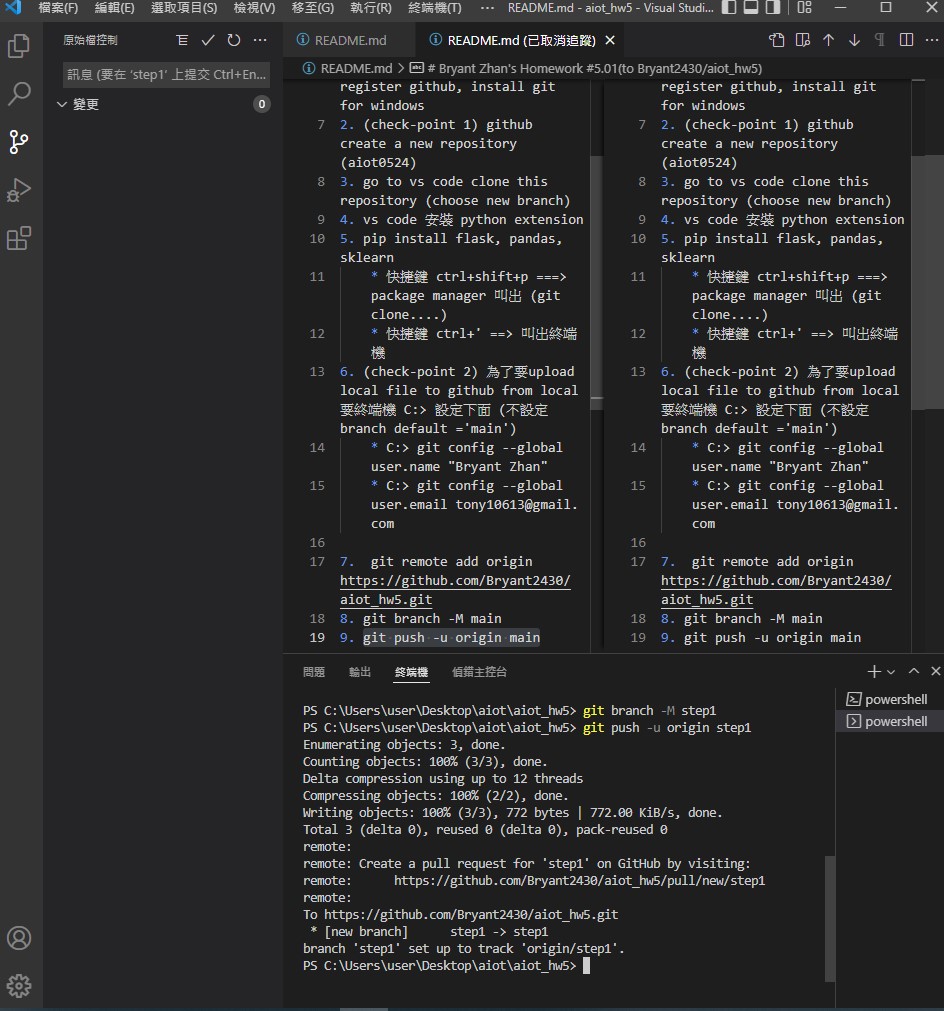 檔案(F) 編輯(E) 選取項目(S) 檢視(V) 移至(G) 執行(R) 終端機(T) ··· README.md - aiot_hw5 - Visual Studi...
原始檔控制
訊息 (要在 'step1' 上提交 Ctrl+En...
變更 0
README.md README.md (已取消追蹤)
README.md > # Bryant Zhan's Homework #5.01(to Bryant2430/aiot_hw5)
register github, install git
for windows
7 2. (check-point 1) github
create a new repository
(aiot0524)
8 3. go to vs code clone this
repository (choose new branch)
9 4. vs code 安裝 python extension
10 5. pip install flask, pandas,
sklearn
11 * 快捷鍵 ctrl+shift+p ===>
package manager 叫出 (git
clone....)
12 * 快捷鍵 ctrl+' ==> 叫出終端
機
13 6. (check-point 2) 為了要upload
local file to github from local
要終端機 C:> 設定下面 (不設定
branch default ='main')
14 * C:> git config --global
user.name "Bryant Zhan"
15 * C:> git config --global
user.email tony10613@gmail.
com
16
17 7.  git remote add origin
https://github.com/Bryant2430/
aiot_hw5.git
18 8. git branch -M main
19 9. git push -u origin main
register github, install git
for windows
7 2. (check-point 1) github
create a new repository
(aiot0524)
8 3. go to vs code clone this
repository (choose new branch)
9 4. vs code 安裝 python extension
10 5. pip install flask, pandas,
sklearn
11 * 快捷鍵 ctrl+shift+p ===>
package manager 叫出 (git
clone....)
12 * 快捷鍵 ctrl+' ==> 叫出終端
機
13 6. (check-point 2) 為了要upload
local file to github from local
要終端機 C:> 設定下面 (不設定
branch default ='main')
14 * C:> git config --global
user.name "Bryant Zhan"
15 * C:> git config --global
user.email tony10613@gmail.
com
16
17 7.  git remote add origin
https://github.com/Bryant2430/
aiot_hw5.git
18 8. git branch -M main
19 9. git push -u origin main
問題 輸出 終端機 偵錯主控台
PS C:\Users\user\Desktop\aiot\aiot_hw5> git branch -M step1
PS C:\Users\user\Desktop\aiot\aiot_hw5> git push -u origin step1
Enumerating objects: 3, done.
Counting objects: 100% (3/3), done.
Delta compression using up to 12 threads
Compressing objects: 100% (2/2), done.
Writing objects: 100% (3/3), 772 bytes | 772.00 KiB/s, done.
Total 3 (delta 0), reused 0 (delta 0), pack-reused 0
remote:
remote: Create a pull request for 'step1' on GitHub by visiting:
remote:      https://github.com/Bryant2430/aiot_hw5/pull/new/step1
remote:
To https://github.com/Bryant2430/aiot_hw5.git
 * [new branch]      step1 -> step1
branch 'step1' set up to track 'origin/step1'.
PS C:\Users\user\Desktop\aiot\aiot_hw5>
powershell
powershell